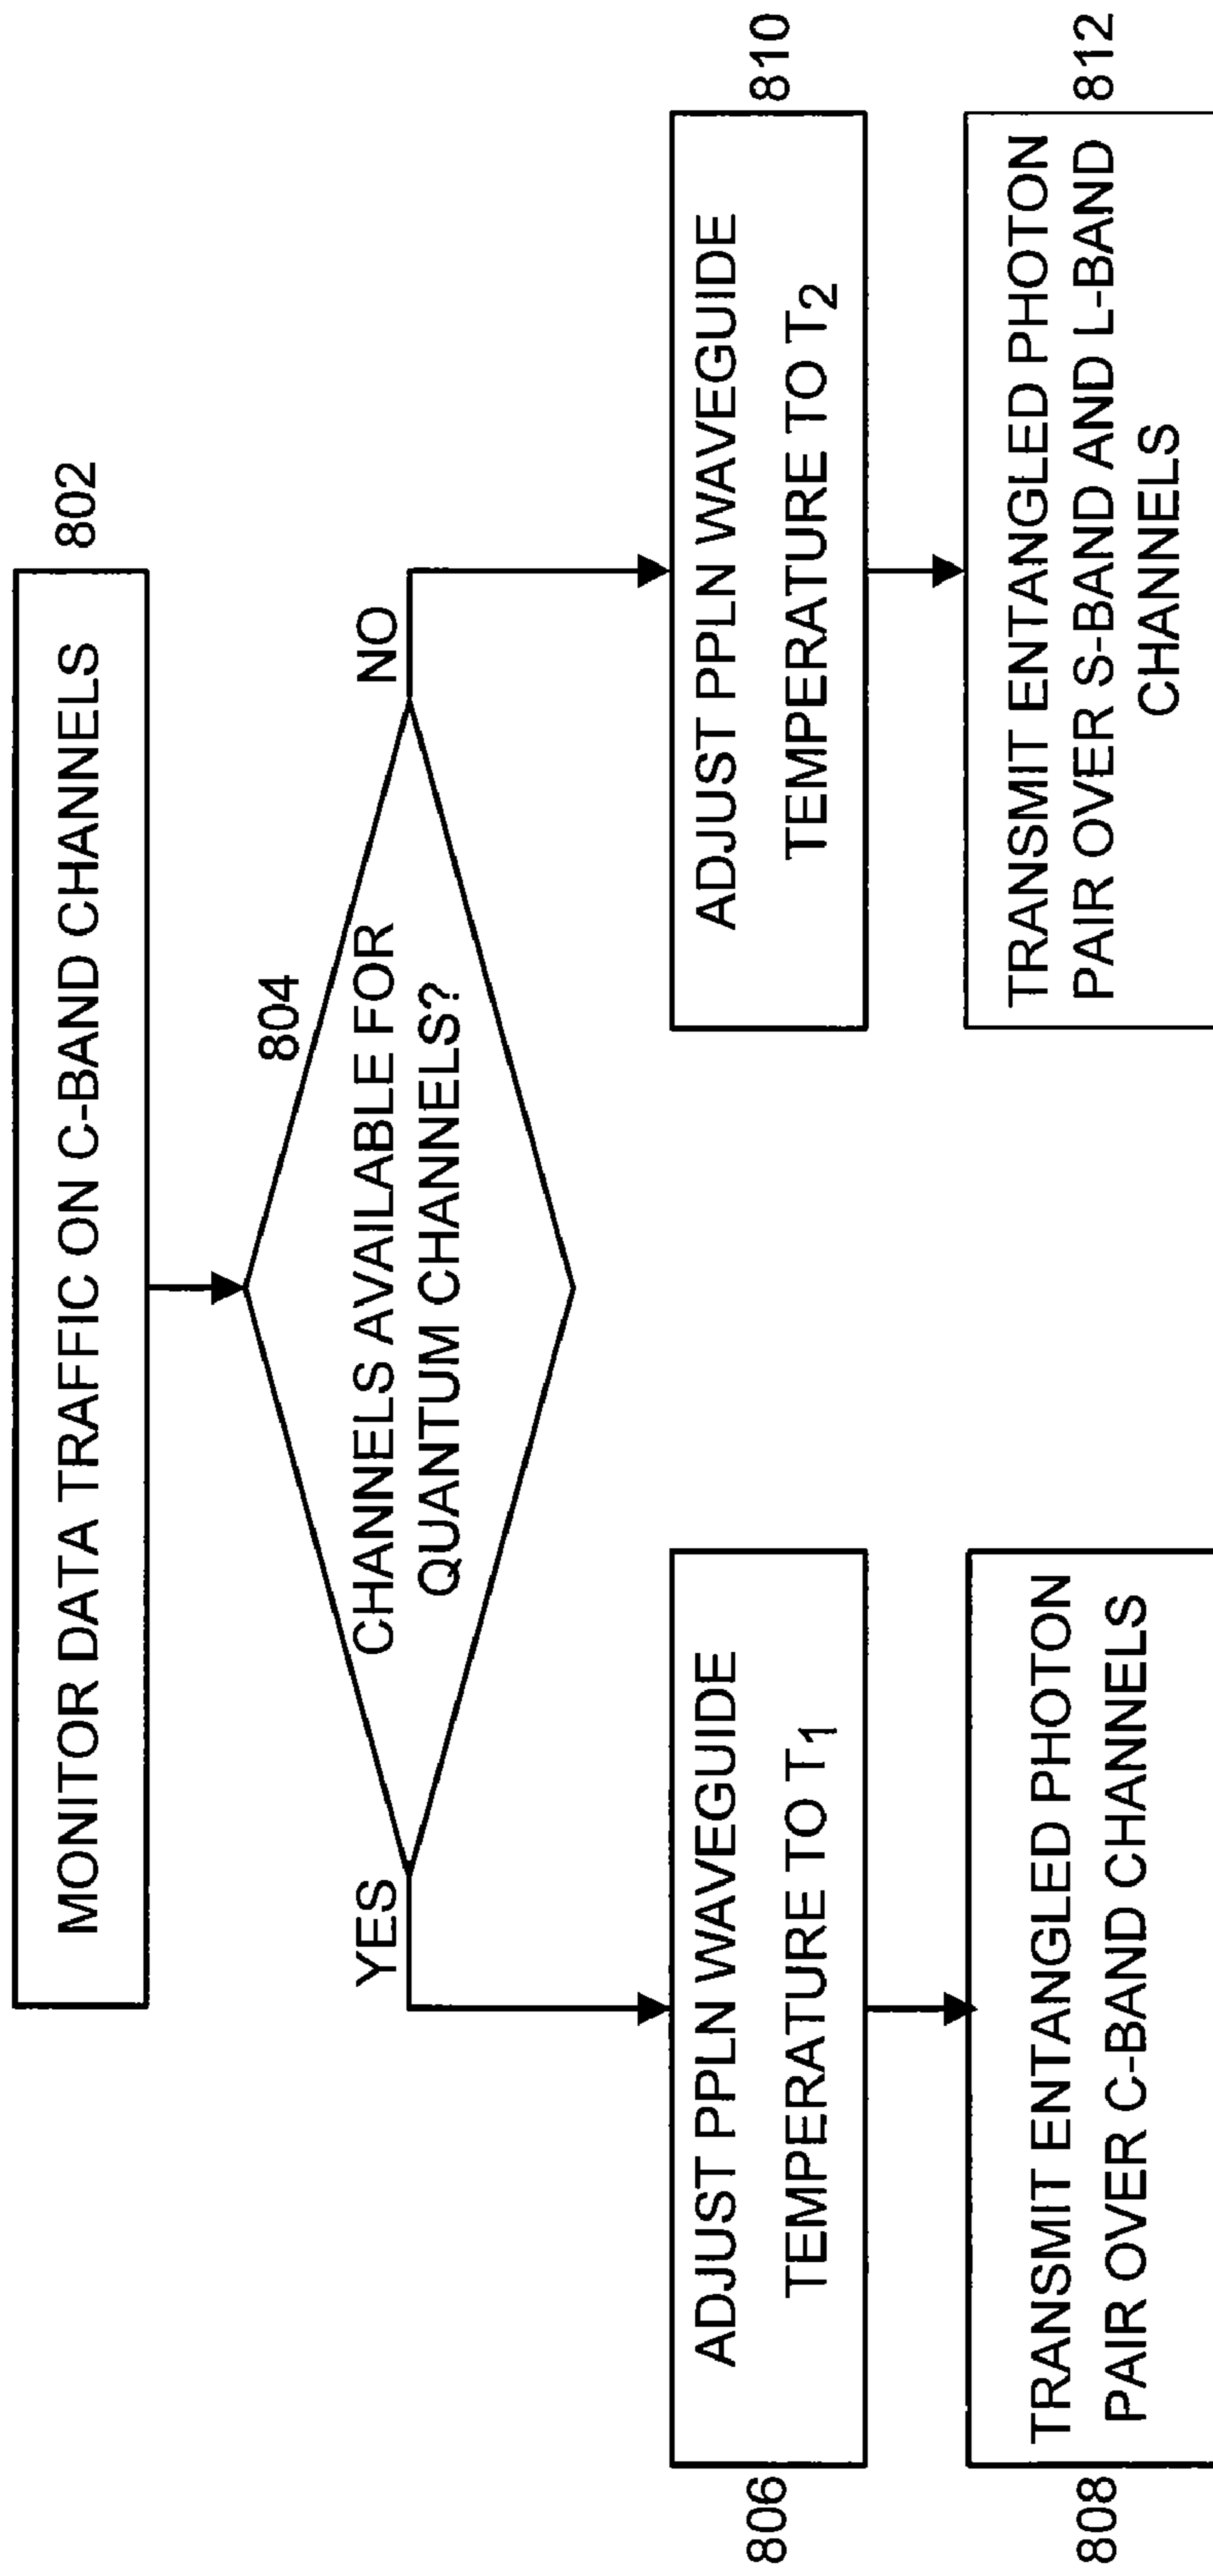 MONITOR DATA TRAFFIC ON C-BAND CHANNELS
802
804
CHANNELS AVAILABLE FOR
QUANTUM CHANNELS?
YES
NO
806
ADJUST PPLN WAVEGUIDE
TEMPERATURE TO T1
ADJUST PPLN WAVEGUIDE
TEMPERATURE TO T2
810
808
TRANSMIT ENTANGLED PHOTON
PAIR OVER C-BAND CHANNELS
TRANSMIT ENTANGLED PHOTON
PAIR OVER S-BAND AND L-BAND
CHANNELS
812